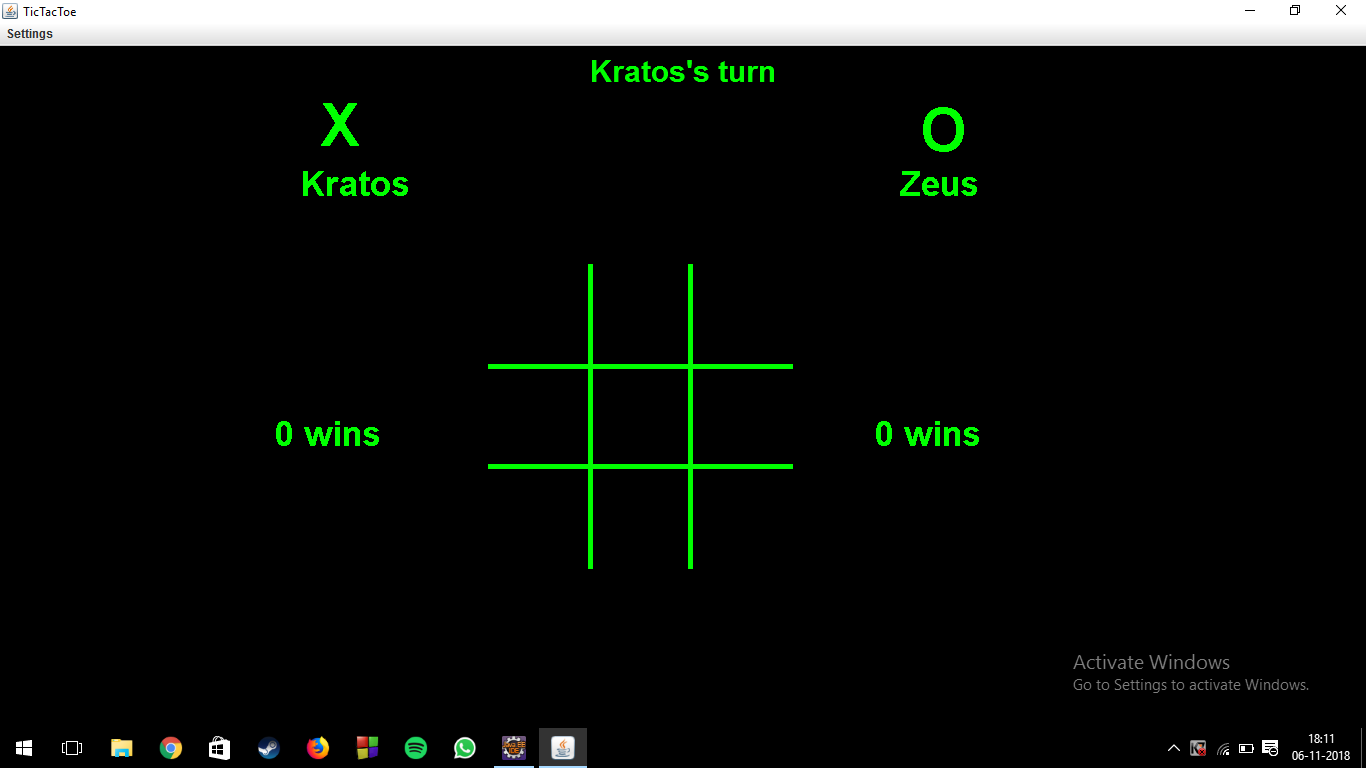 TicTacToe
Settings
Kratos's turn
X
O
Kratos
Zeus
0 wins
0 wins
Activate Windows
Go to Settings to activate Windows.
18:11
06-11-2018